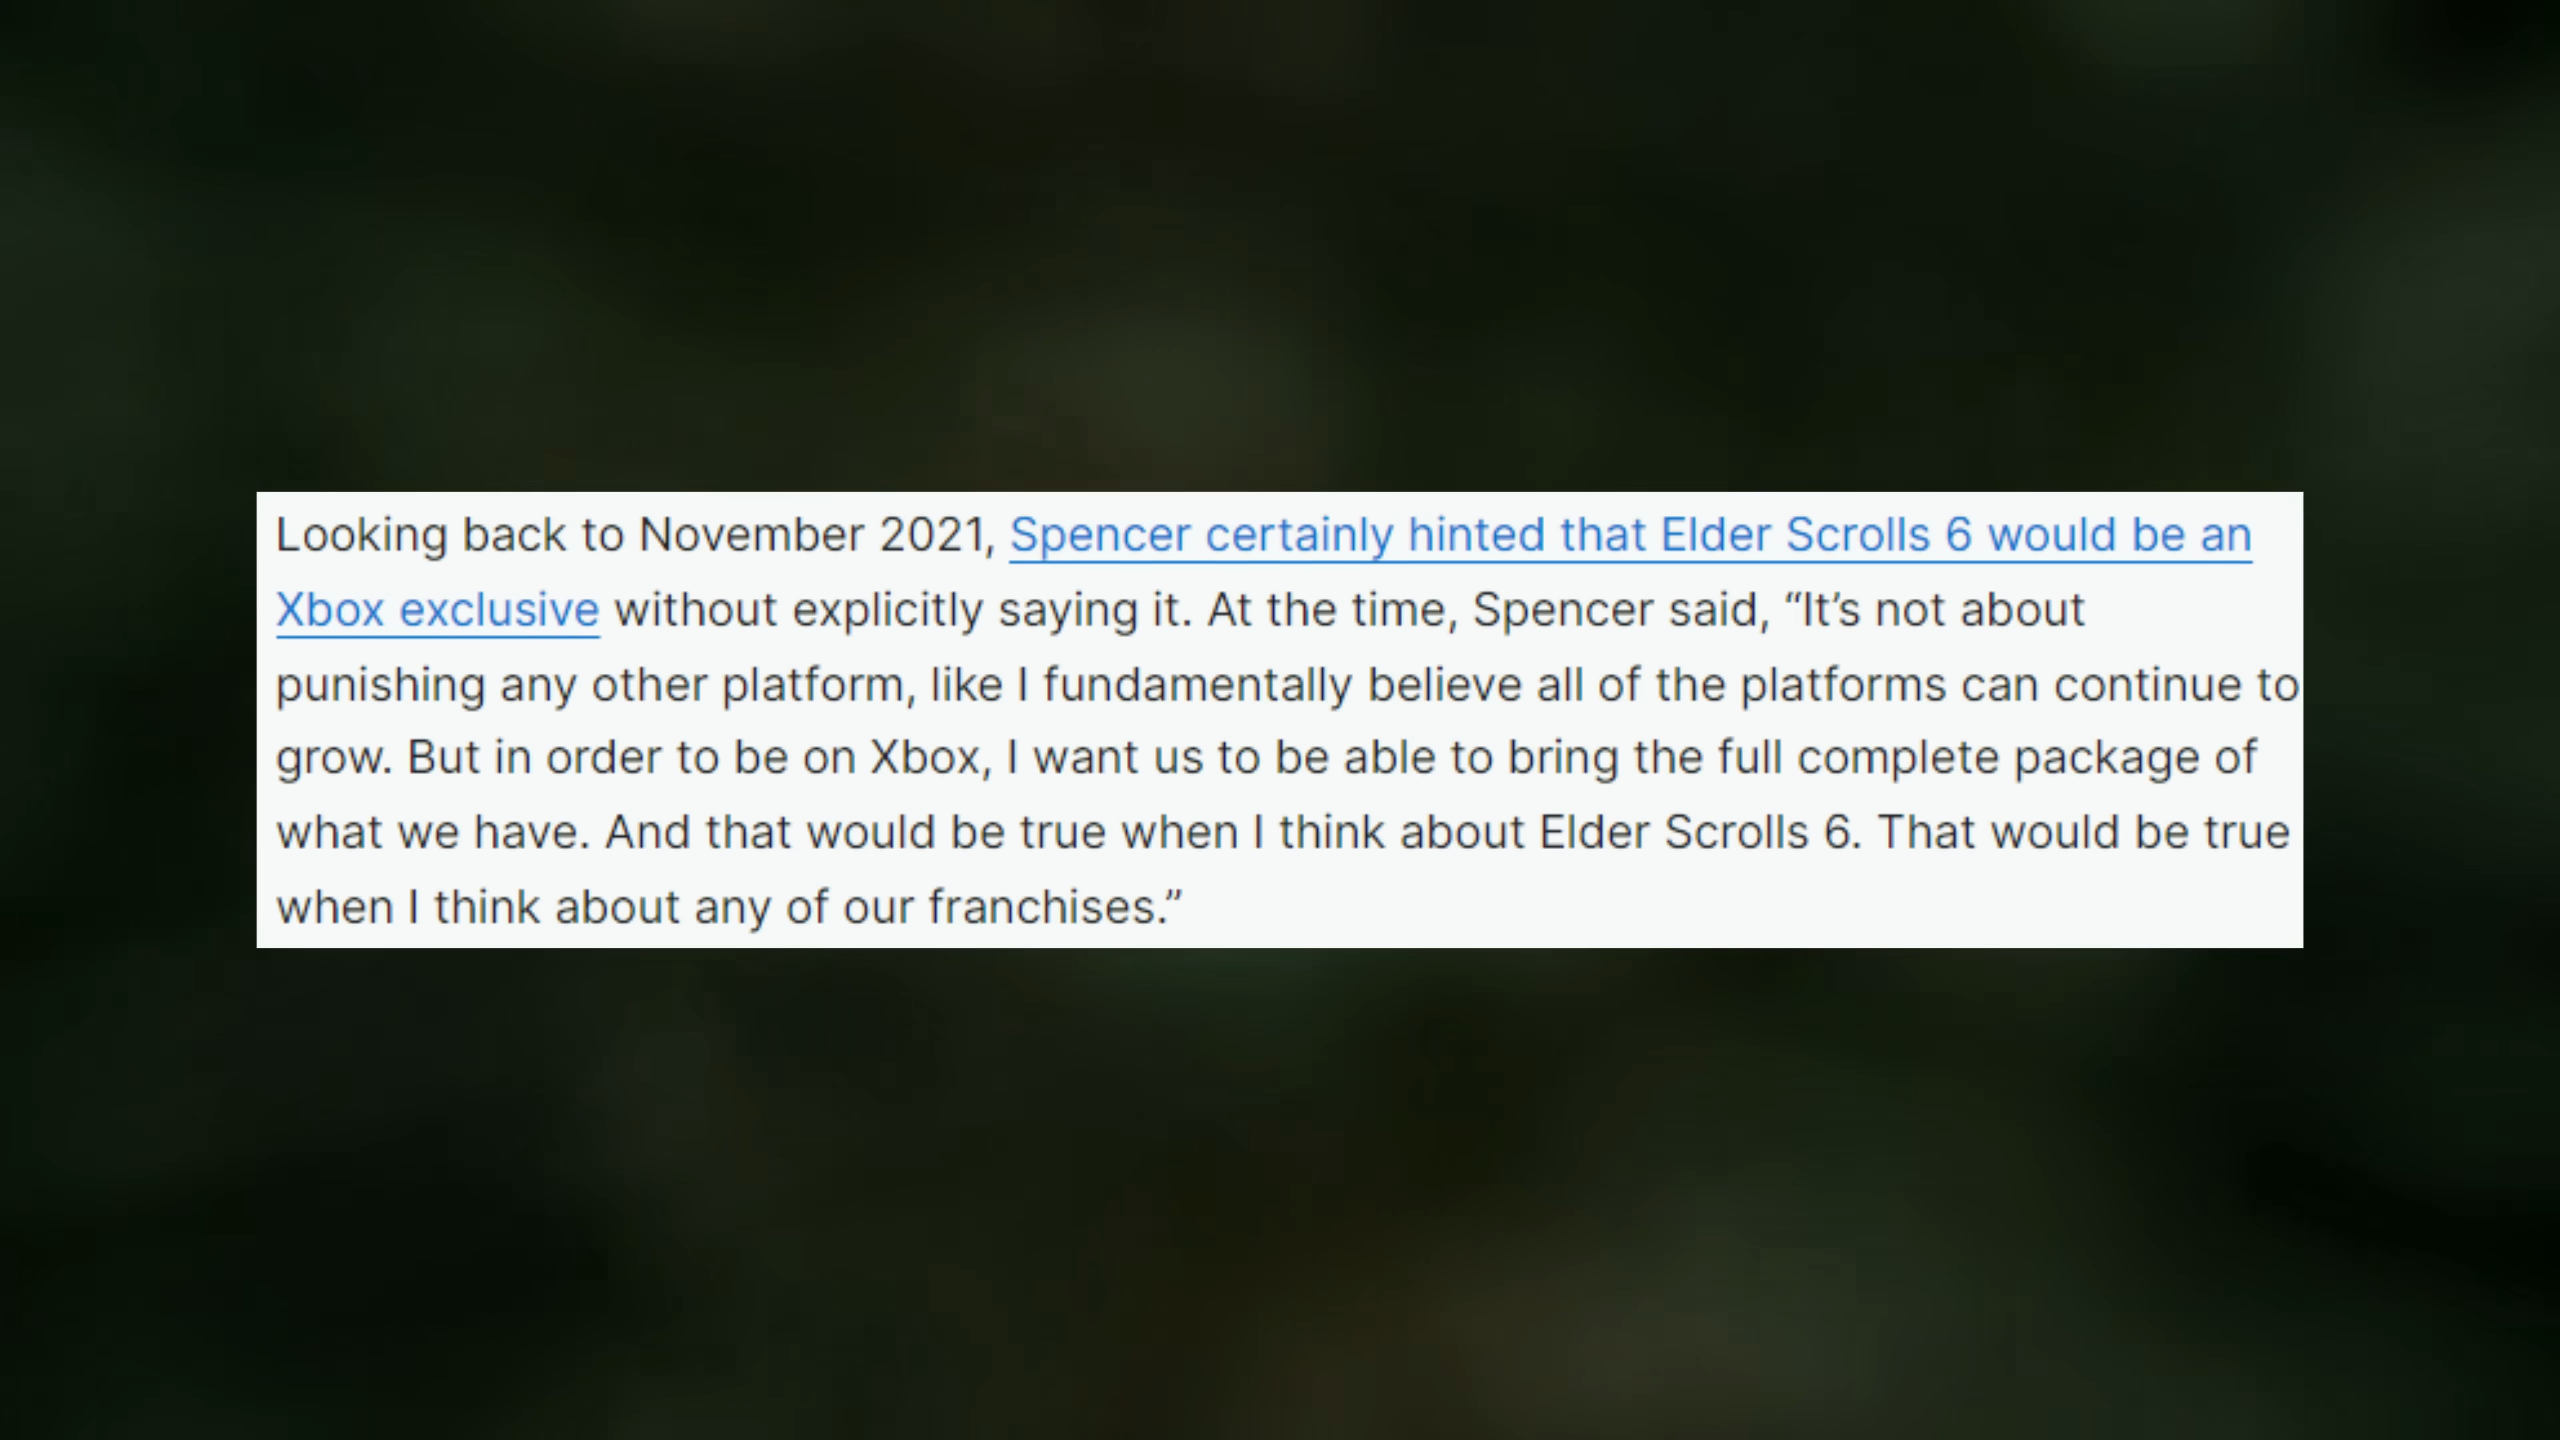 Looking back to November 2021, Spencer certainly hinted that Elder Scrolls 6 would be an
Xbox exclusive without explicitly saying it. At the time, Spencer said, “It’s not about
punishing any other platform, like I fundamentally believe all of the platforms can continue to
grow. But in order to be on Xbox, I want us to be able to bring the full complete package of
what we have. And that would be true when I think about Elder Scrolls 6. That would be true
when I think about any of our franchises.”